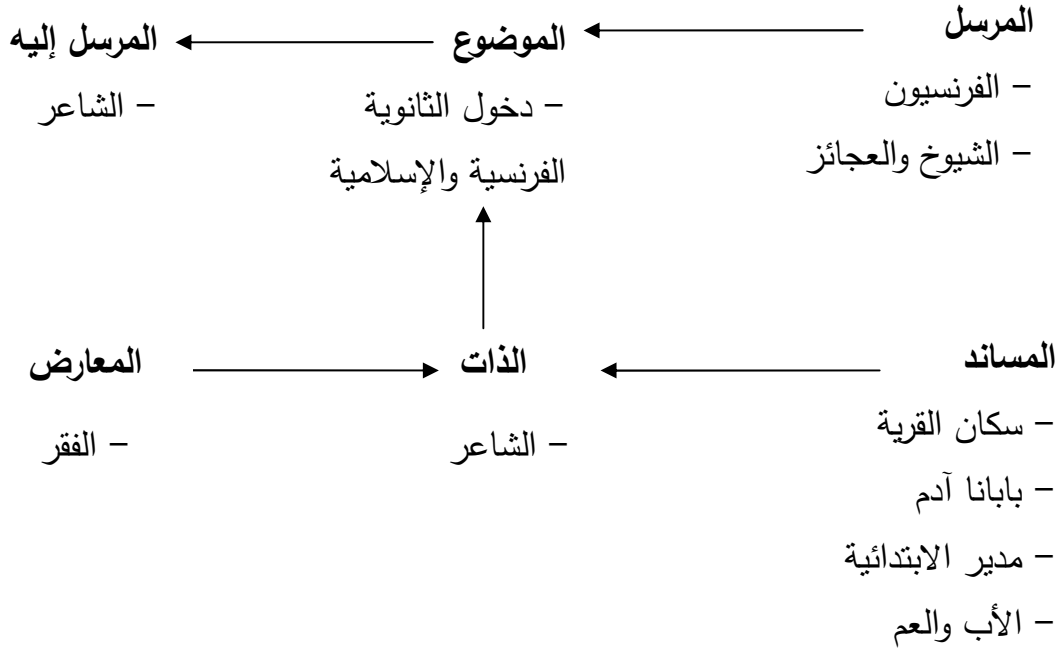 المرسل
الموضوع
المرسل إليه
– الفرنسيون
– الشيوخ والعجائز
– دخول الثانوية
الفرنسية والإسلامية
– الشاعر
المساند
الذات
المعارض
– سكان القرية
– بابانا آدم
– مدير الابتدائية
– الأب والعم
– الشاعر
– الفقر